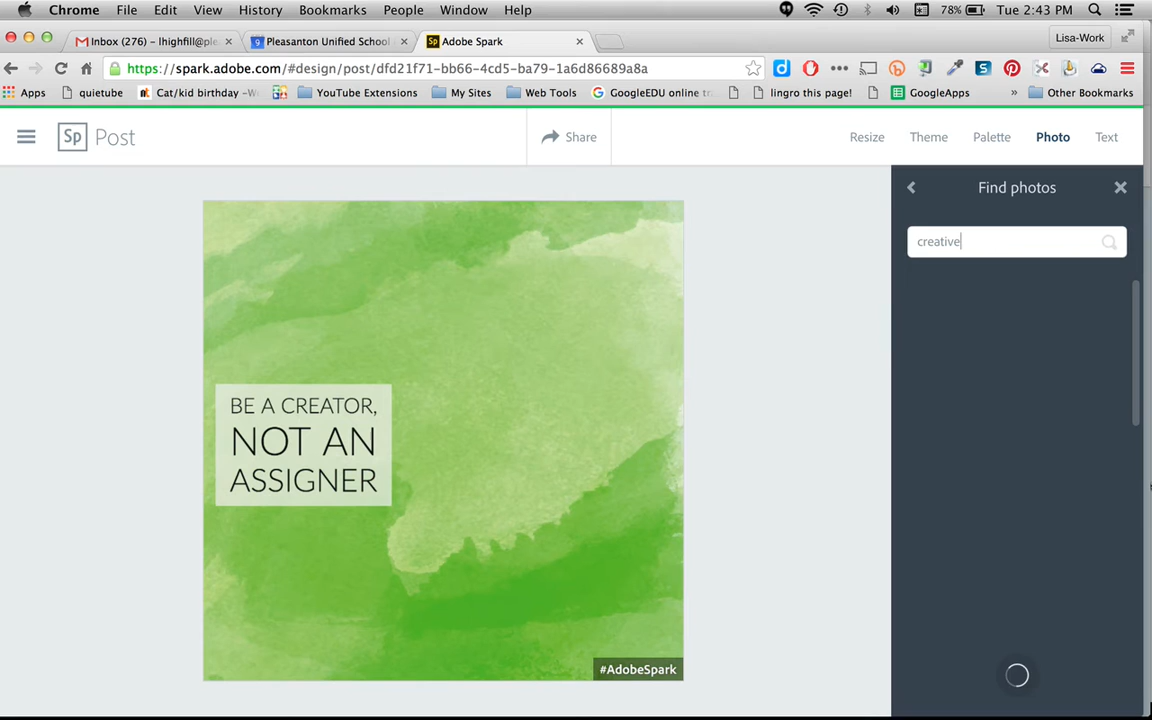 Chrome File Edit View History Bookmarks People Window Help 78% Tue 2:43 PM
Inbox (276) – lhighfill@ple Pleasanton Unified School Sp Adobe Spark Lisa-Work
https://spark.adobe.com/#design/post/dfd21f71-bb66-4cd5-ba79-1a6d86689a8a
Apps quietube Cat/kid birthday -W YouTube Extensions My Sites Web Tools GoogleEDU online tr lingro this page! GoogleApps » Other Bookmarks
Sp Post Share Resize Theme Palette Photo Text
Find photos
creative
BE A CREATOR,
NOT AN
ASSIGNER
#AdobeSpark